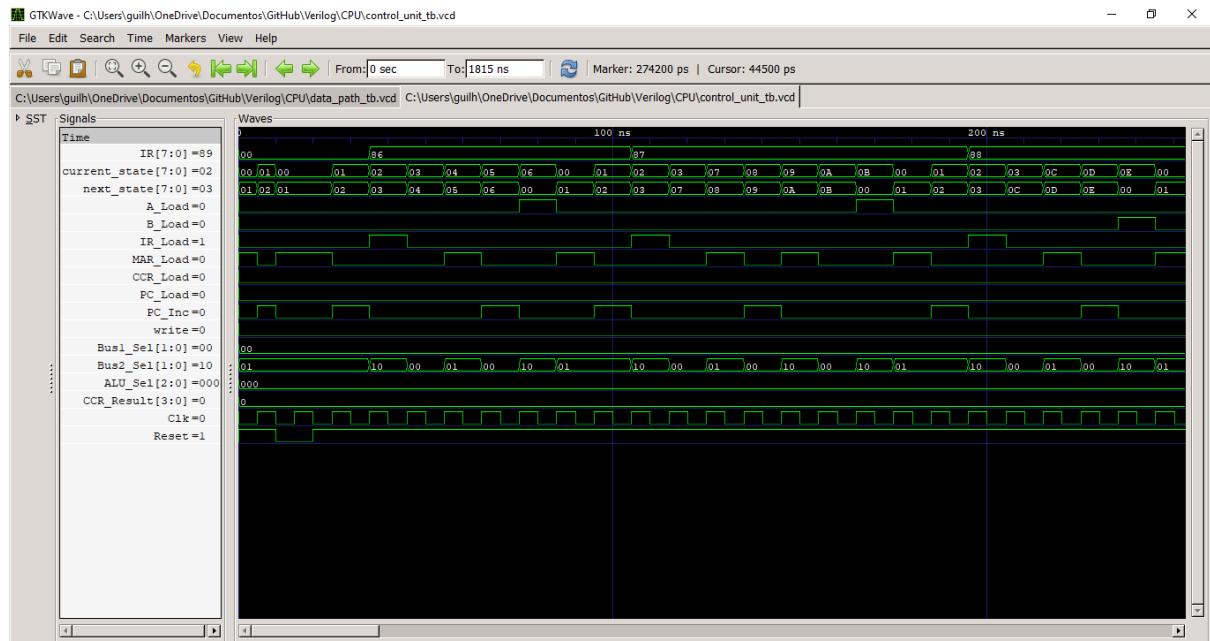 GTKWave - C:\Users\guilh\OneDrive\Documentos\GitHub\Verilog\CPU\control_unit_tb.vcd
File Edit Search Time Markers View Help
From: 0 sec To: 1815 ns Marker: 274200 ps | Cursor: 44500 ps
C:\Users\guilh\OneDrive\Documentos\GitHub\Verilog\CPU\data_path_tb.vcd C:\Users\guilh\OneDrive\Documentos\GitHub\Verilog\CPU\control_unit_tb.vcd
SST Signals Waves
Time 100 ns 200 ns
IR[7:0] =89 00 86 87 88
current_state[7:0] =02 00 01 00 01 02 03 04 05 06 00 01 02 03 07 08 09 0A 0B 00 01 02 03 0C 0D 0E 00
next_state[7:0] =03 01 02 01 02 03 04 05 06 00 01 02 03 07 08 09 0A 0B 00 01 02 03 0C 0D 0E 00 01
A_Load =0
B_Load =0
IR_Load =1
MAR_Load =0
CCR_Load =0
PC_Load =0
PC_Inc =0
write =0
Bus1_Sel[1:0] =00 00
Bus2_Sel[1:0] =10 01 10 00 01 00 10 01 10 00 01 00 10 00 10 01 10 00 01 00 10 01
ALU_Sel[2:0] =000 000
CCR_Result[3:0] =0 0
Clk =0
Reset =1